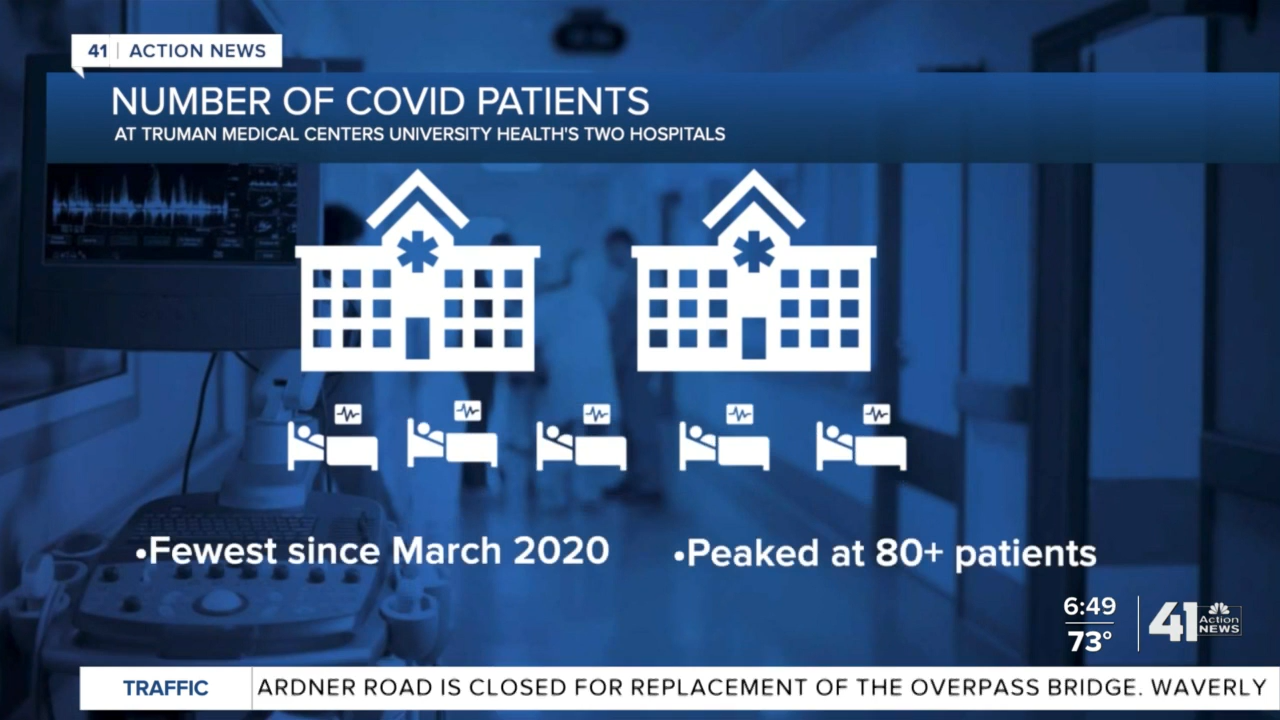 41 | ACTION NEWS
NUMBER OF COVID PATIENTS
AT TRUMAN MEDICAL CENTERS UNIVERSITY HEALTH'S TWO HOSPITALS
•Fewest since March 2020
•Peaked at 80+ patients
6:49
73°
41 Action
NEWS
TRAFFIC
ARDNER ROAD IS CLOSED FOR REPLACEMENT OF THE OVERPASS BRIDGE. WAVERLY